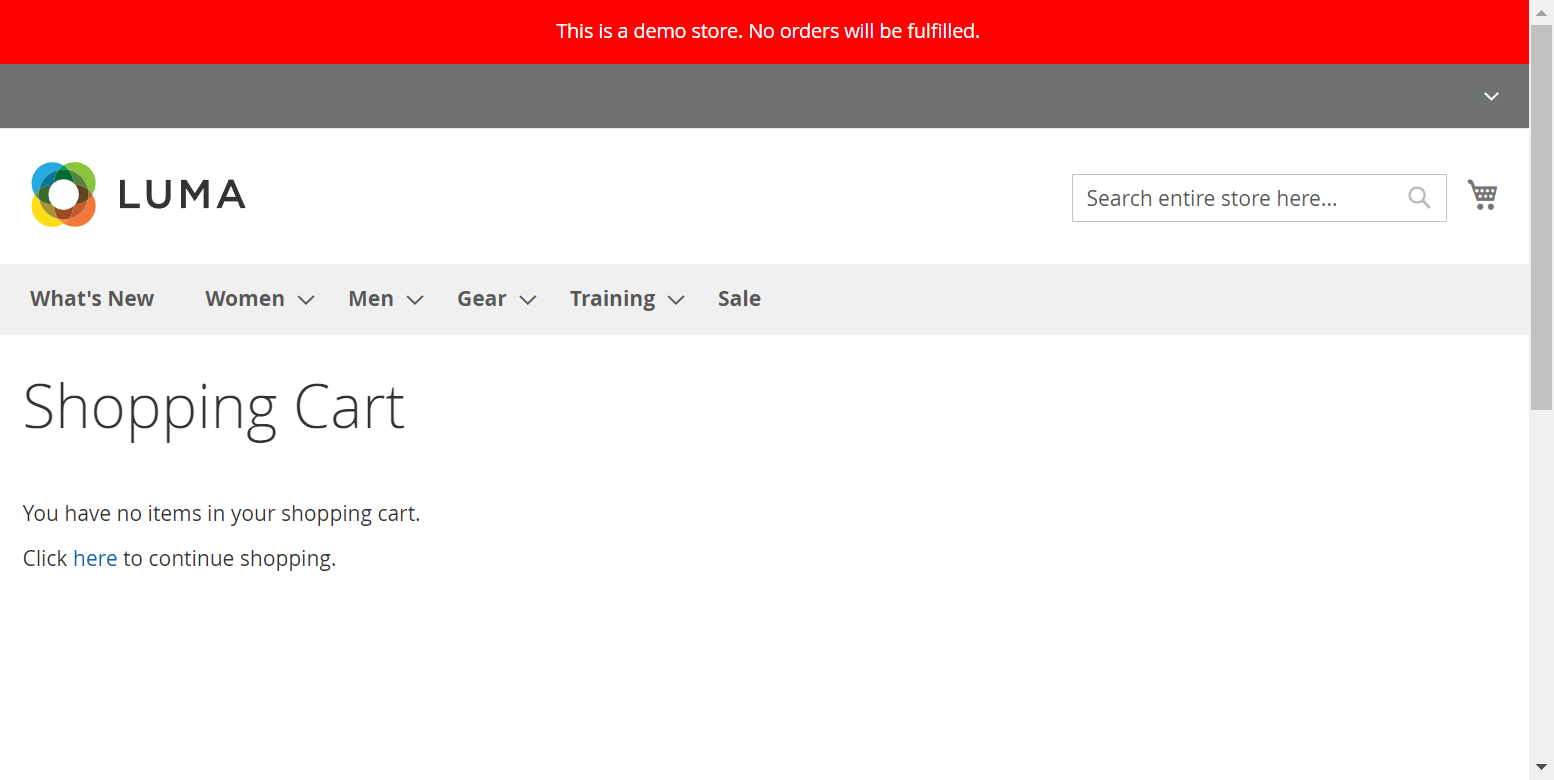 This is a demo store. No orders will be fulfilled.
LUMA
Search entire store here...
What's New Women Men Gear Training Sale
Shopping Cart
You have no items in your shopping cart.
Click here to continue shopping.